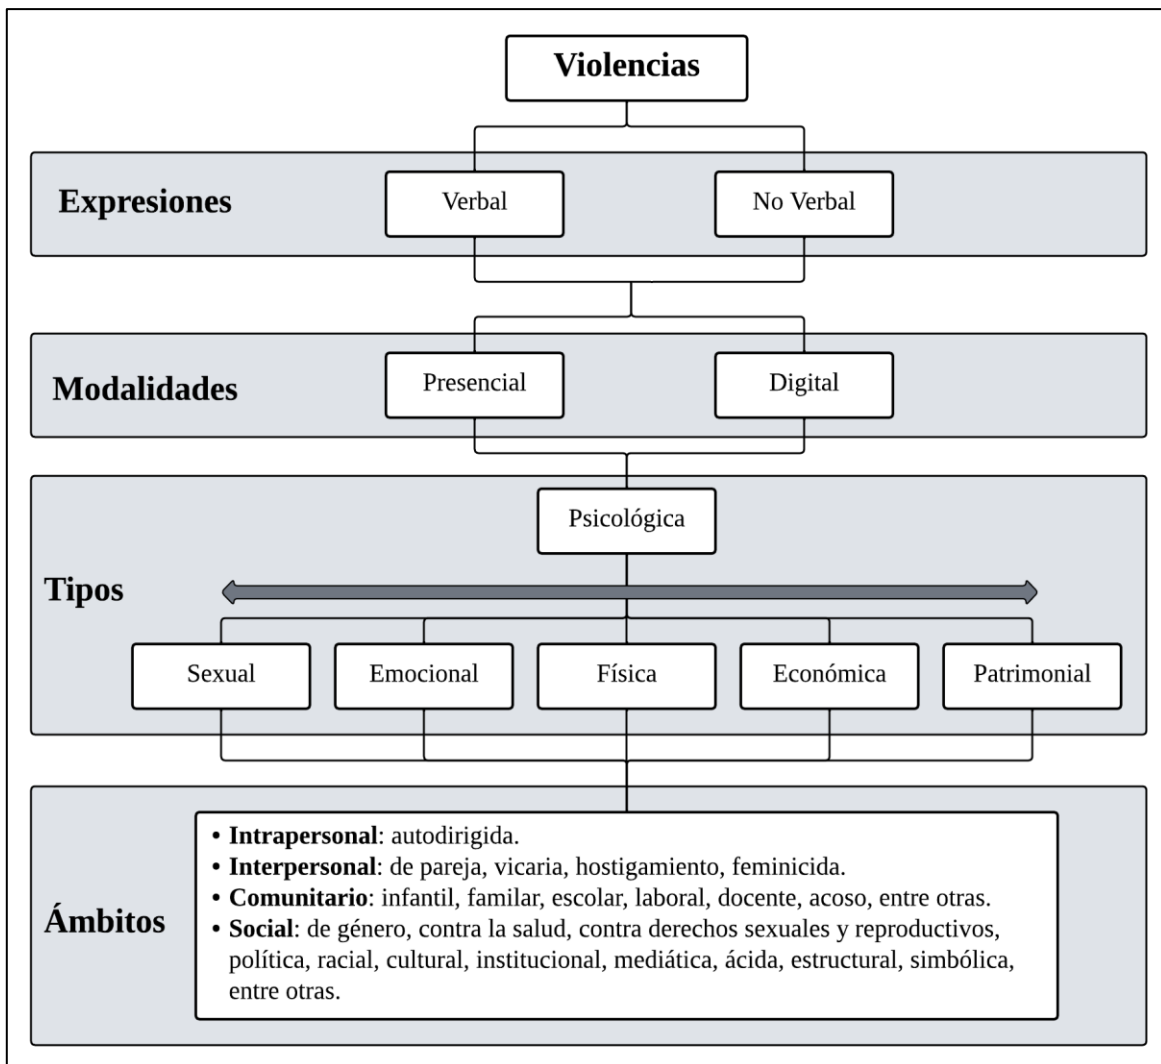 Violencias
Expresiones
Verbal
No Verbal
Modalidades
Presencial
Digital
Tipos
Psicológica
Sexual
Emocional
Física
Económica
Patrimonial
Ámbitos
• Intrapersonal: autodirigida.
• Interpersonal: de pareja, vicaria, hostigamiento, feminicida.
• Comunitario: infantil, familar, escolar, laboral, docente, acoso, entre otras.
• Social: de género, contra la salud, contra derechos sexuales y reproductivos,
política, racial, cultural, institucional, mediática, ácida, estructural, simbólica,
entre otras.